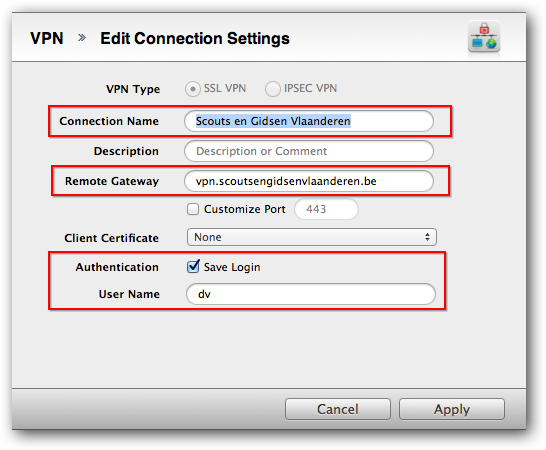 VPN » Edit Connection Settings
VPN Type SSL VPN IPSEC VPN
Connection Name Scouts en Gidsen Vlaanderen
Description Description or Comment
Remote Gateway vpn.scoutsengidsenvlaanderen.be
Customize Port 443
Client Certificate None
Authentication Save Login
User Name dv
Cancel Apply